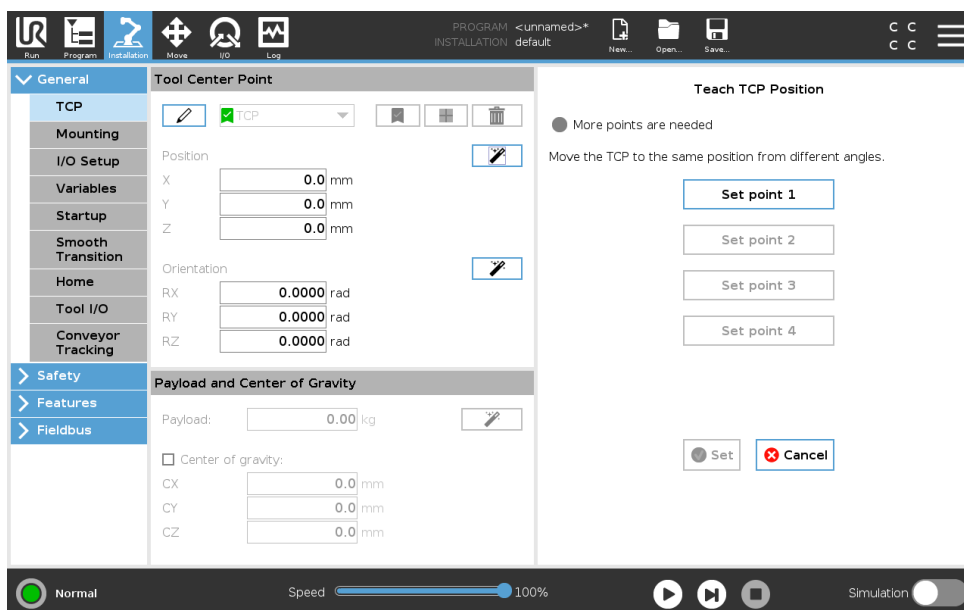 PROGRAM <unnamed>*
INSTALLATION default
UR
Run
Program
Installation
Move
I/O
Log
New...
Open...
Save...
C C
C C
General
TCP
Mounting
I/O Setup
Variables
Startup
Smooth
Transition
Home
Tool I/O
Conveyor
Tracking
Safety
Features
Fieldbus
Tool Center Point
TCP
Position
X 0.0 mm
Y 0.0 mm
Z 0.0 mm
Orientation
RX 0.0000 rad
RY 0.0000 rad
RZ 0.0000 rad
Payload and Center of Gravity
Payload: 0.00 kg
Center of gravity:
CX 0.0 mm
CY 0.0 mm
CZ 0.0 mm
Teach TCP Position
More points are needed
Move the TCP to the same position from different angles.
Set point 1
Set point 2
Set point 3
Set point 4
Set Cancel
Normal
Speed 100%
Simulation